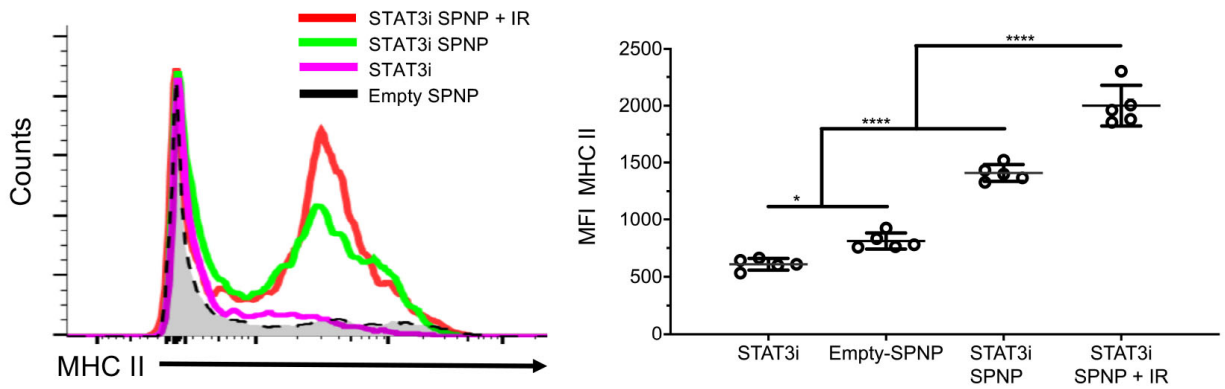 STAT3i SPNP + IR
STAT3i SPNP
STAT3i
Empty SPNP
Counts
MHC II
MFI MHC II
2500
2000
1500
1000
500
0
****
****
*
STAT3i
Empty-SPNP
STAT3i
SPNP
STAT3i
SPNP + IR